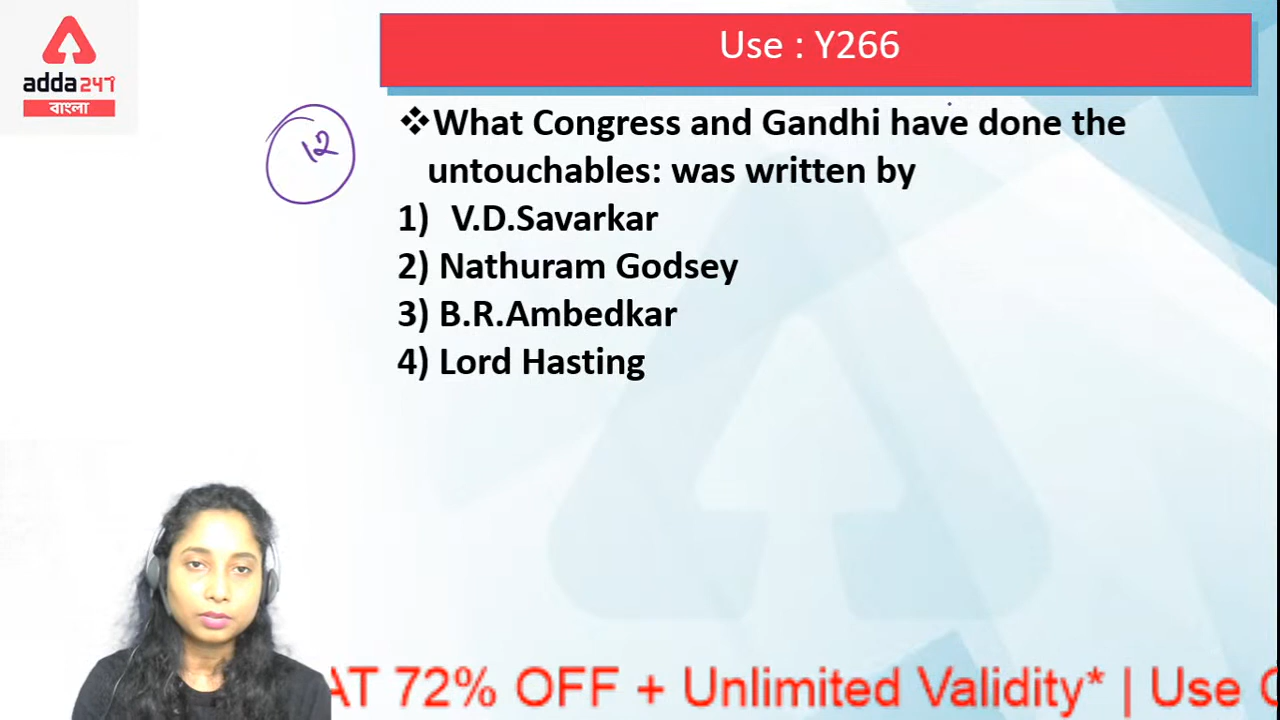 adda247
বাংলা
Use : Y266
12
❖What Congress and Gandhi have done the
untouchables: was written by
1) V.D.Savarkar
2) Nathuram Godsey
3) B.R.Ambedkar
4) Lord Hasting
AT 72% OFF + Unlimited Validity* | Use